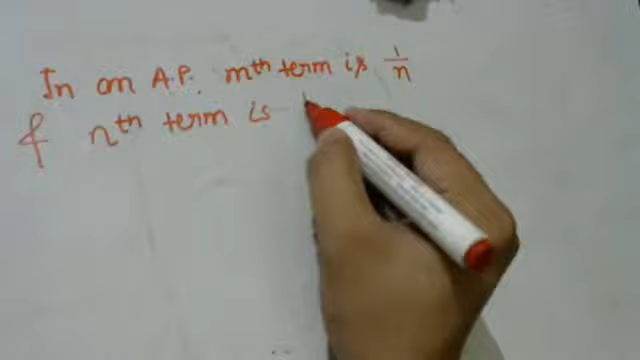 In an A.P. mth term is 1/n
& nth term is